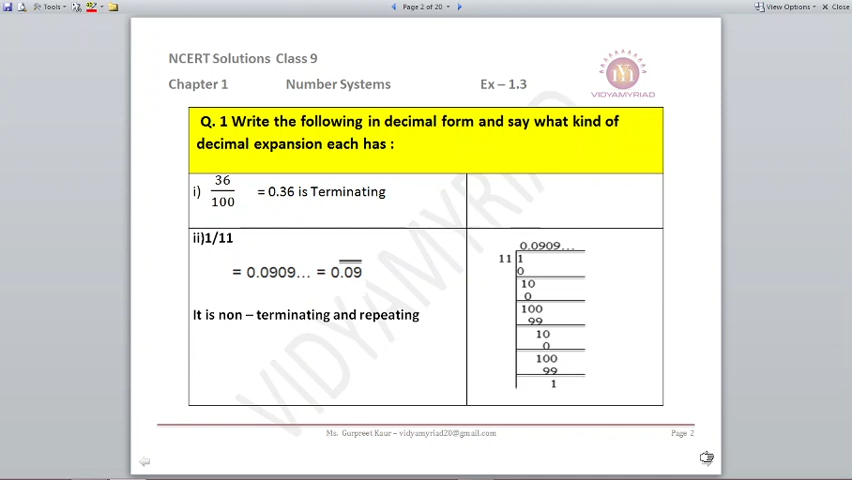 Tools
Page 2 of 20
View Options
Close
NCERT Solutions Class 9
Chapter 1 Number Systems Ex – 1.3
VIDYAMYRIAD
Q. 1 Write the following in decimal form and say what kind of
decimal expansion each has :
i) 36/100 = 0.36 is Terminating
ii)1/11
= 0.0909... = 0.0̅9̅
It is non – terminating and repeating
0.0909...
11 1
0
10
0
100
99
10
0
100
99
1
VIDYAMYRIAD
Ms. Gurpreet Kaur – vidyamyriad20@gmail.com Page 2